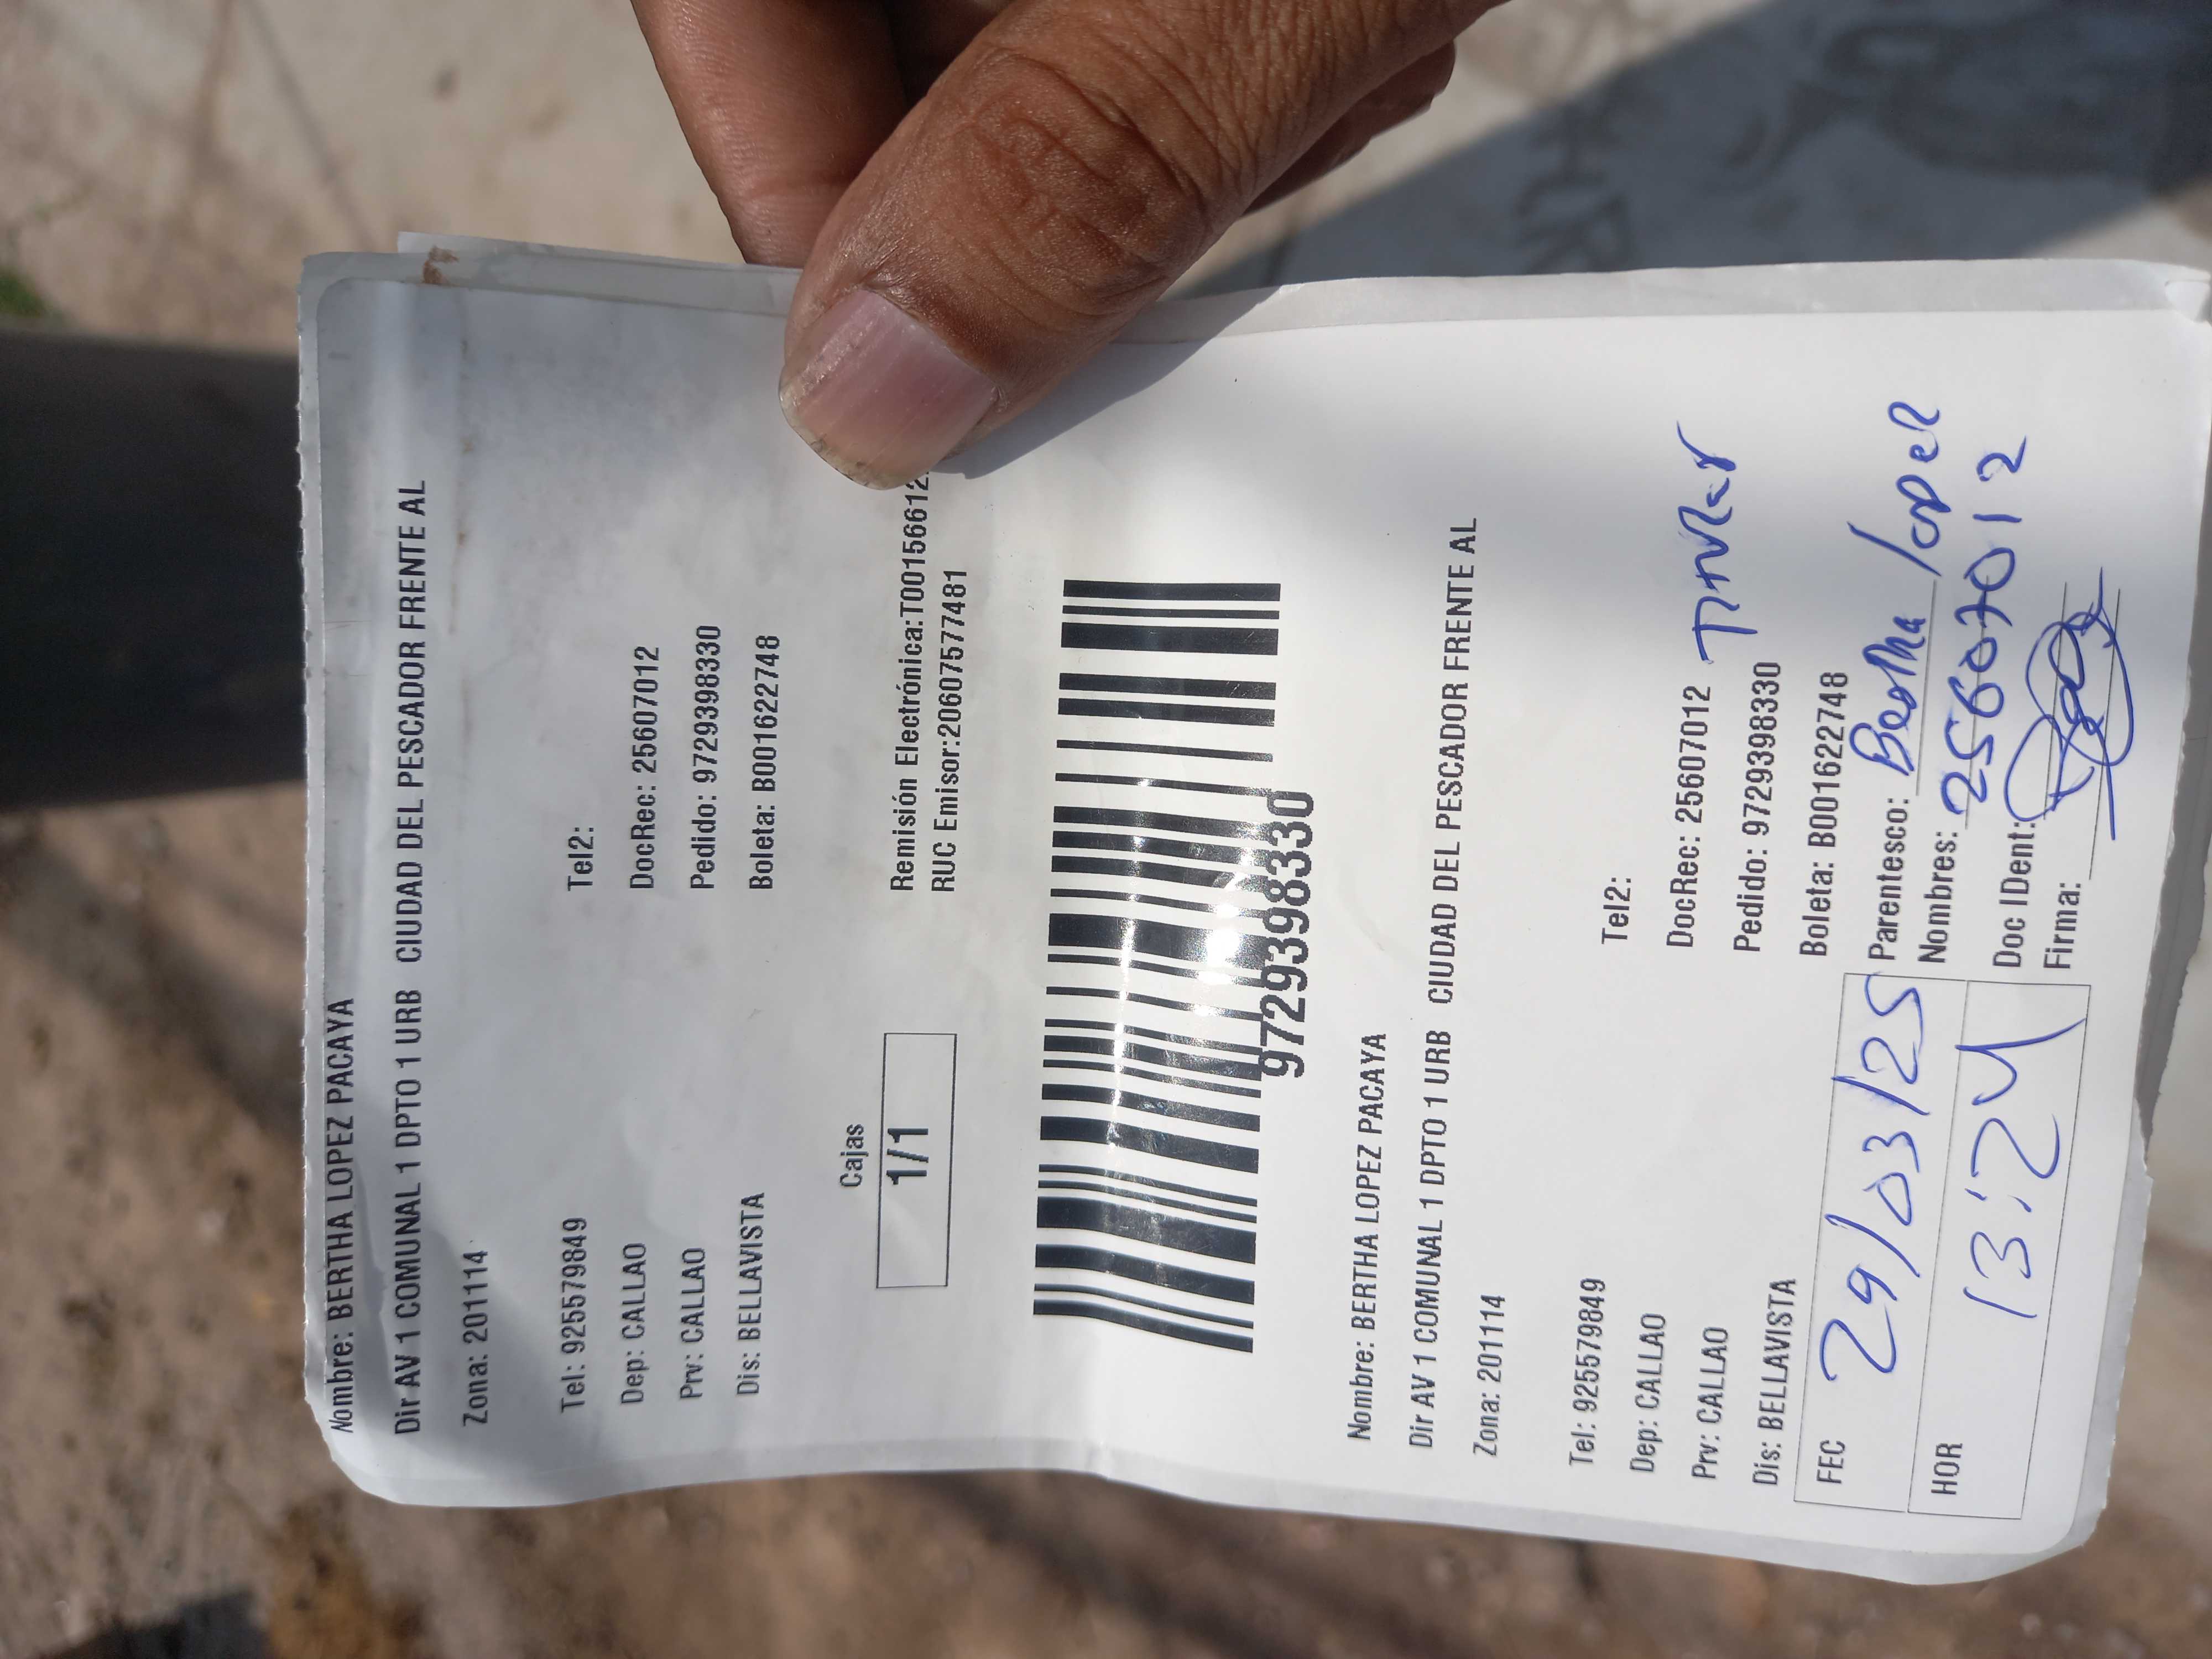 Nombre: BERTHA LOPEZ PACAYA
Dir AV 1 COMUNAL 1 DPTO 1 URB CIUDAD DEL PESCADOR FRENTE AL
Zona: 201114
Tel: 925579849 Tel2:
Dep: CALLAO DocRec: 25607012
Prv: CALLAO Pedido: 9729398330
Dis: BELLAVISTA Boleta: B001622748
Cajas
1/1
Remisión Electrónica:T00156612
RUC Emisor:20607577481
9729398330
Nombre: BERTHA LOPEZ PACAYA
Dir AV 1 COMUNAL 1 DPTO 1 URB CIUDAD DEL PESCADOR FRENTE AL
Zona: 201114
Tel: 925579849 Tel2:
Dep: CALLAO DocRec: 25607012
Prv: CALLAO Pedido: 9729398330
Dis: BELLAVISTA Boleta: B001622748
FEC 29/03/25 Parentesco:
Nombres: Bertha Lopez
HOR 13:24 Doc IDent: 25607012
Firma: